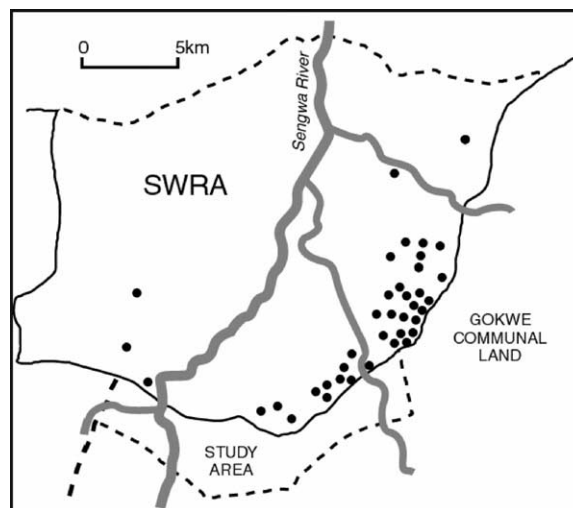 0 5km
Sengwa River
SWRA
GOKWE
COMMUNAL
LAND
STUDY
AREA